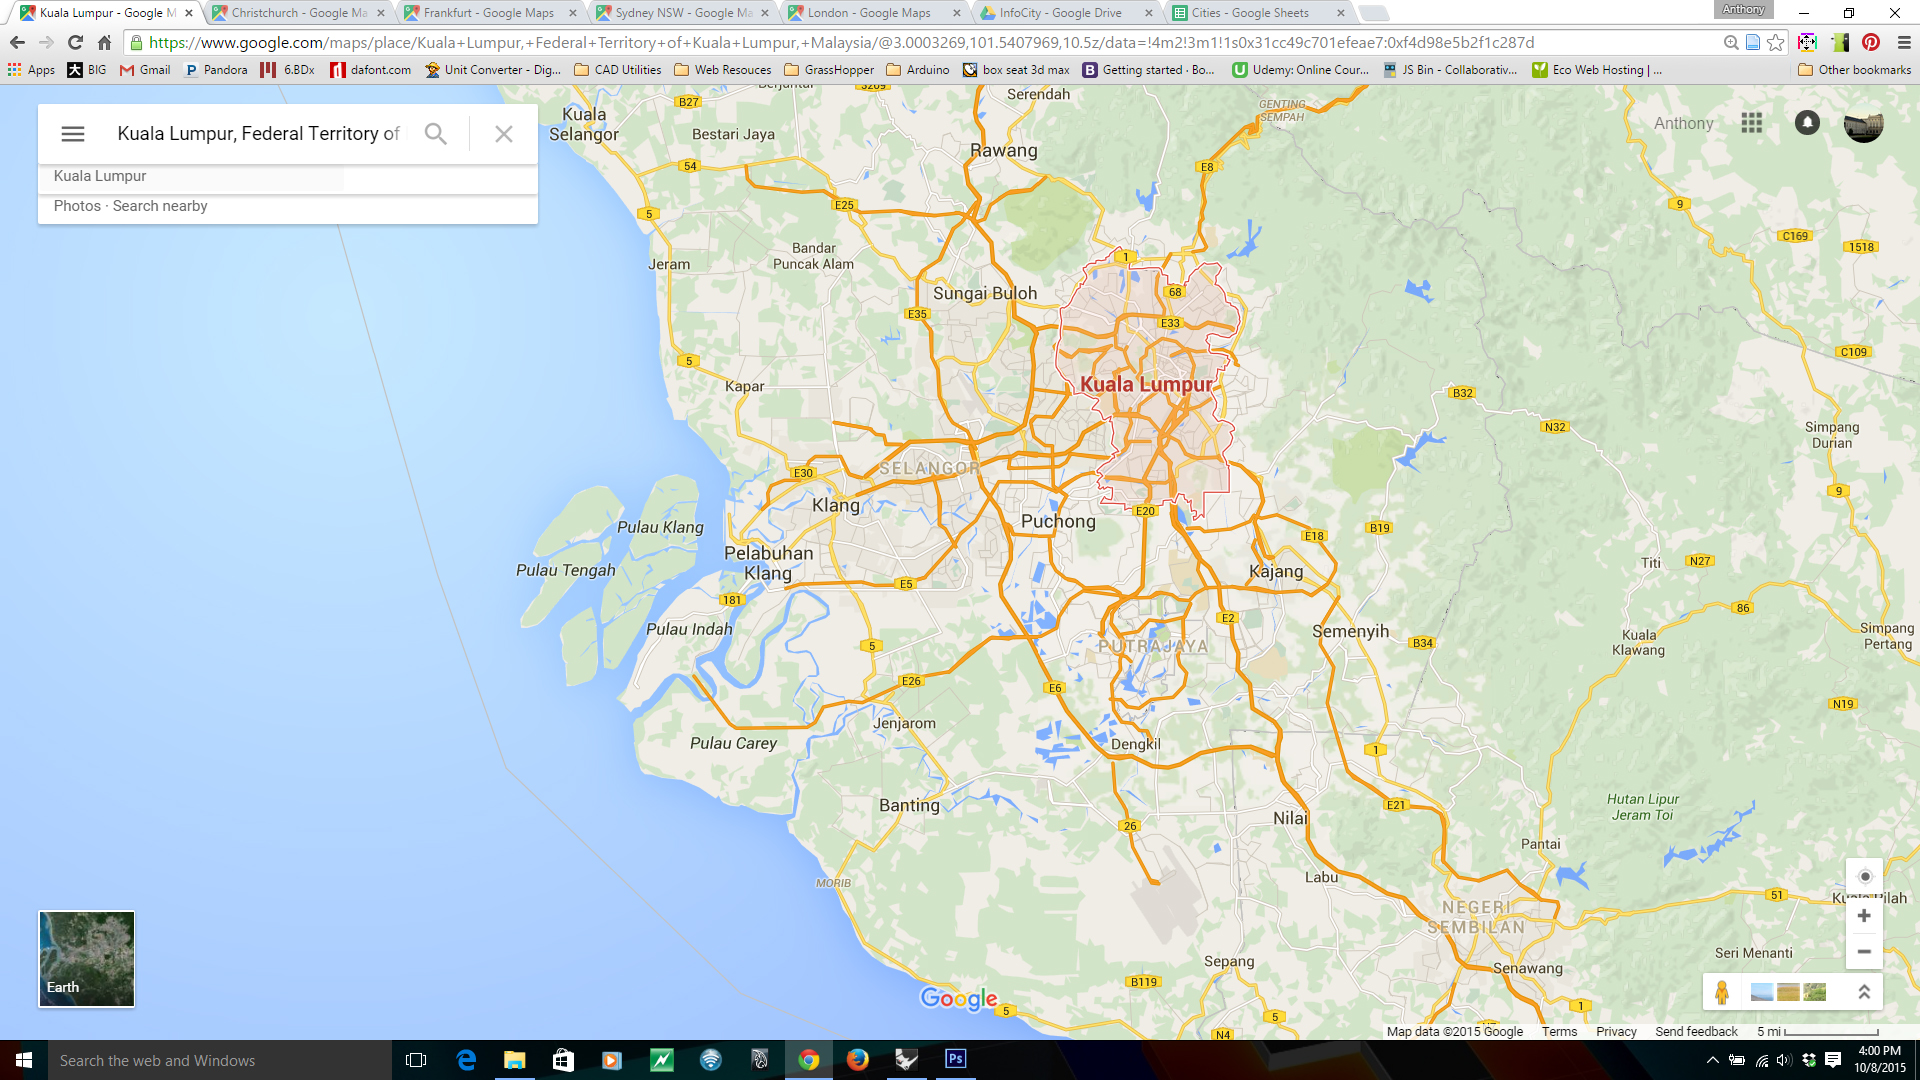 Kuala Lumpur - Google M
Christchurch - Google Ma
Frankfurt - Google Maps
Sydney NSW - Google Ma
London - Google Maps
InfoCity - Google Drive
Cities - Google Sheets
Anthony
https://www.google.com/maps/place/Kuala+Lumpur,+Federal+Territory+of+Kuala+Lumpur,+Malaysia/@3.0003269,101.5407969,10.5z/data=!4m2!3m1!1s0x31cc49c701efeae7:0xf4d98e5b2f1c287d
Apps
BIG
Gmail
Pandora
6.BDx
dafont.com
Unit Converter - Dig...
CAD Utilities
Web Resouces
GrassHopper
Arduino
box seat 3d max
Getting started · Bo...
Udemy: Online Cour...
JS Bin - Collaborativ...
Eco Web Hosting | ...
Other bookmarks
Kuala Lumpur, Federal Territory of
Kuala Lumpur
Photos · Search nearby
Anthony
B27
Kuala
Selangor
Bestari Jaya
Serendah
GENTING
SEMPAH
Rawang
54
E8
5
E25
9
C169
1518
Jeram
Bandar
Puncak Alam
1
Sungai Buloh
68
E35
E33
5
C109
Kapar
Kuala Lumpur
B32
N32
Simpang
Durian
SELANGOR
E30
Klang
9
E20
Puchong
Pulau Klang
B19
E18
Pelabuhan
Klang
Pulau Tengah
Kajang
Titi
N27
E5
181
86
E2
Pulau Indah
Semenyih
Simpang
Pertang
5
PUTRAJAYA
B34
Kuala
Klawang
E26
E6
N19
Jenjarom
Pulau Carey
Dengkil
1
Banting
E21
Hutan Lipur
Jeram Toi
Nilai
26
Pantai
MORIB
Labu
51
NEGERI
SEMBILAN
Seri Menanti
Sepang
Senawang
B119
5
5
1
N4
Earth
Google
Map data ©2015 Google
Terms
Privacy
Send feedback
5 mi
Search the web and Windows
Ps
4:00 PM
10/8/2015